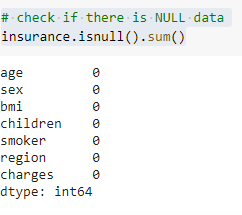 # check if there is NULL data
insurance.isnull().sum()
age 0
sex 0
bmi 0
children 0
smoker 0
region 0
charges 0
dtype: int64